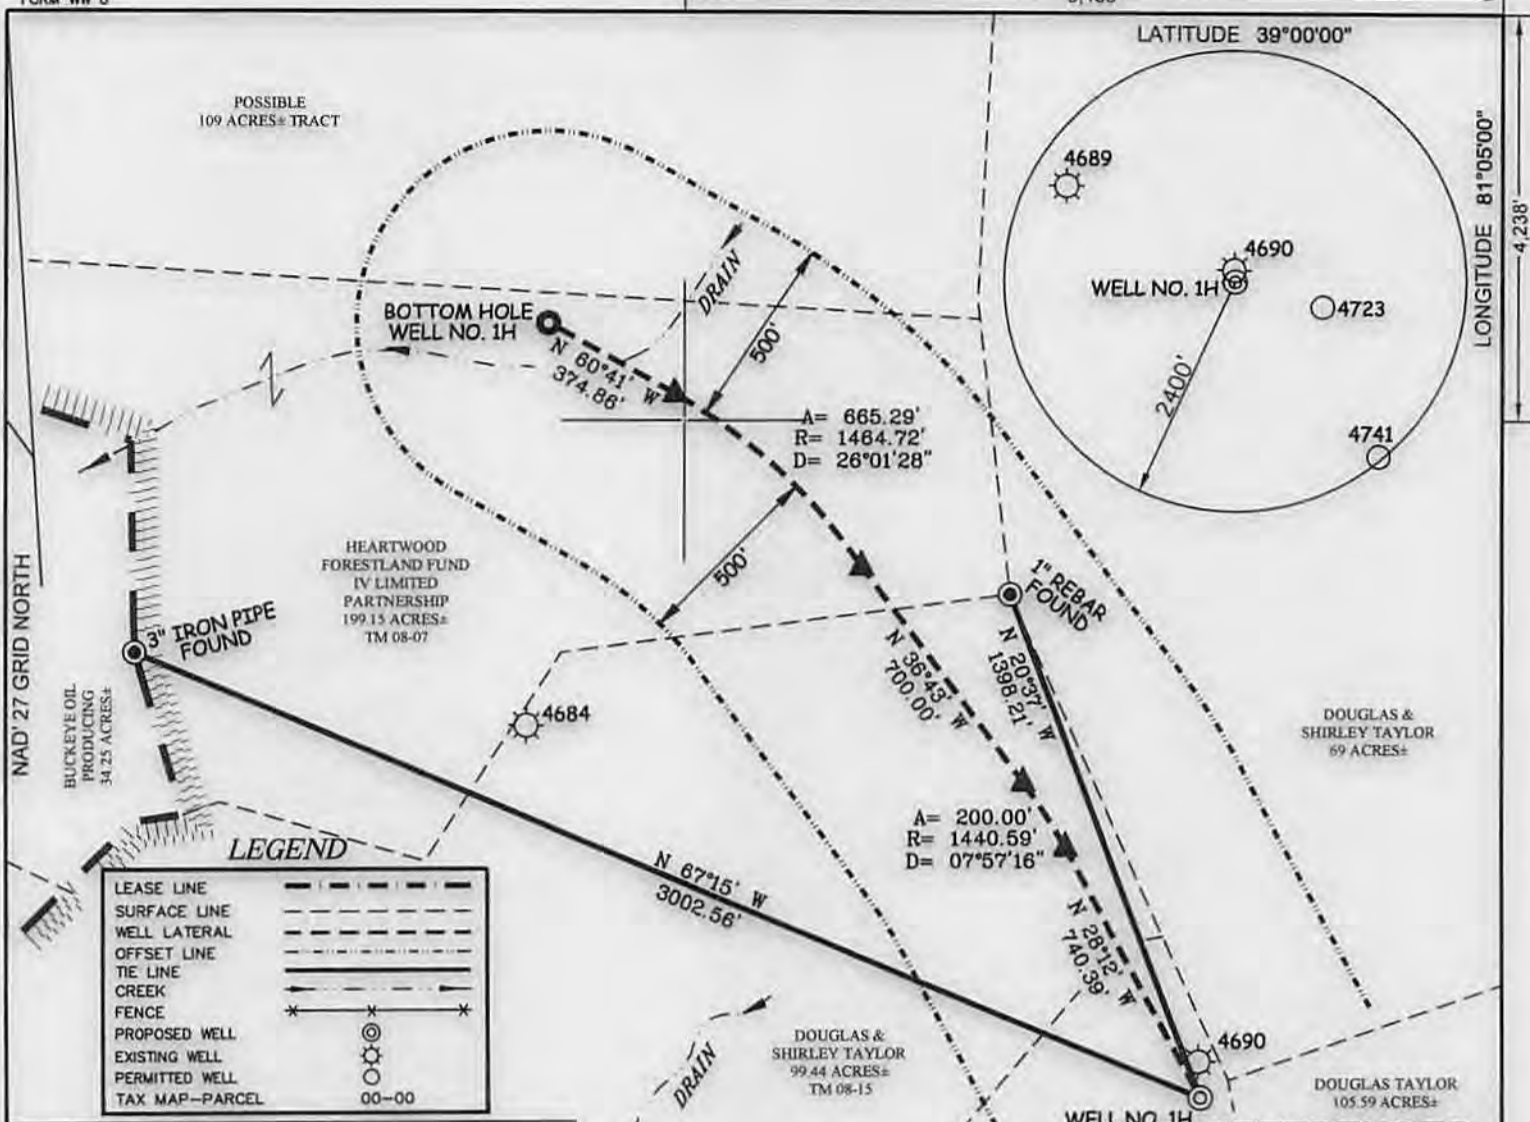 FORM WW-6
LATITUDE 39°00'00"
POSSIBLE
109 ACRES± TRACT
LONGITUDE 81°05'00"
4,238'
4689
4690
WELL NO. 1H
4723
2400'
4741
DRAIN
500'
BOTTOM HOLE
WELL NO. 1H
N 60°41' W
374.86'
A= 665.29'
R= 1464.72'
D= 26°01'28"
500'
HEARTWOOD
FORESTLAND FUND
IV LIMITED
PARTNERSHIP
199.15 ACRES±
TM 08-07
NAD'27 GRID NORTH
3" IRON PIPE
FOUND
1" REBAR
FOUND
N 36°43' W
700.00'
N 20°37' W
1398.21'
BUCKEYE OIL
PRODUCING
34.25 ACRES±
4684
DOUGLAS &
SHIRLEY TAYLOR
69 ACRES±
A= 200.00'
R= 1440.59'
D= 07°57'16"
N 67°15' W
3002.56'
N 28°12' W
740.39'
LEGEND
LEASE LINE
SURFACE LINE
WELL LATERAL
OFFSET LINE
TIE LINE
CREEK
FENCE
PROPOSED WELL
EXISTING WELL
PERMITTED WELL
TAX MAP-PARCEL 00-00
DRAIN
DOUGLAS &
SHIRLEY TAYLOR
99.44 ACRES±
TM 08-15
4690
WELL NO. 1H
DOUGLAS TAYLOR
105.59 ACRES±